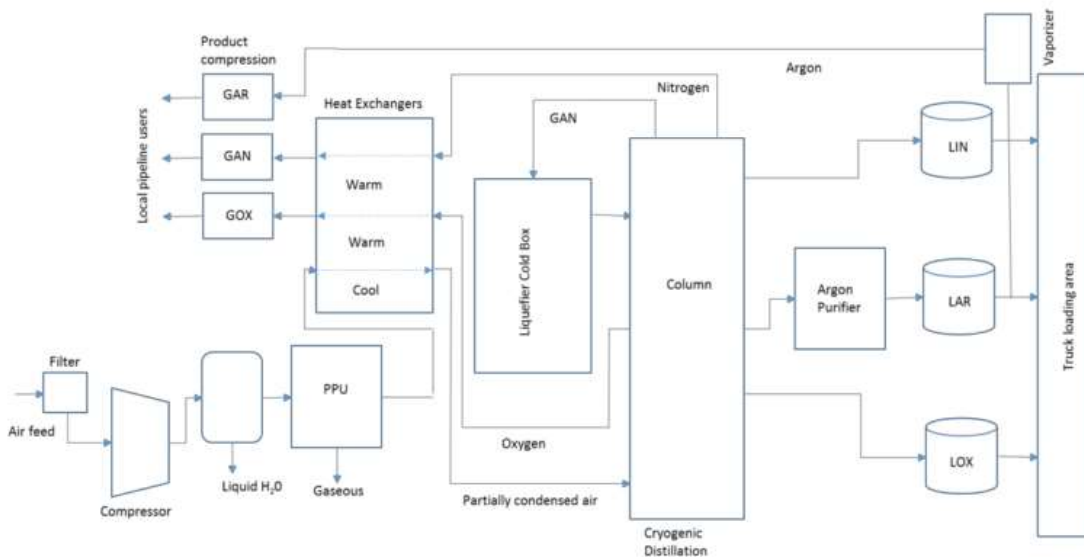 Product
compression
GAR
GAN
GOX
Local pipeline users
Heat Exchangers
Warm
Warm
Cool
Nitrogen
GAN
Argon
Vaporizer
Liquefier Cold Box
Column
LIN
Argon
Purifier
LAR
LOX
Truck loading area
Filter
Air feed
Compressor
Liquid H₂0
PPU
Gaseous
Oxygen
Partially condensed air
Cryogenic
Distillation